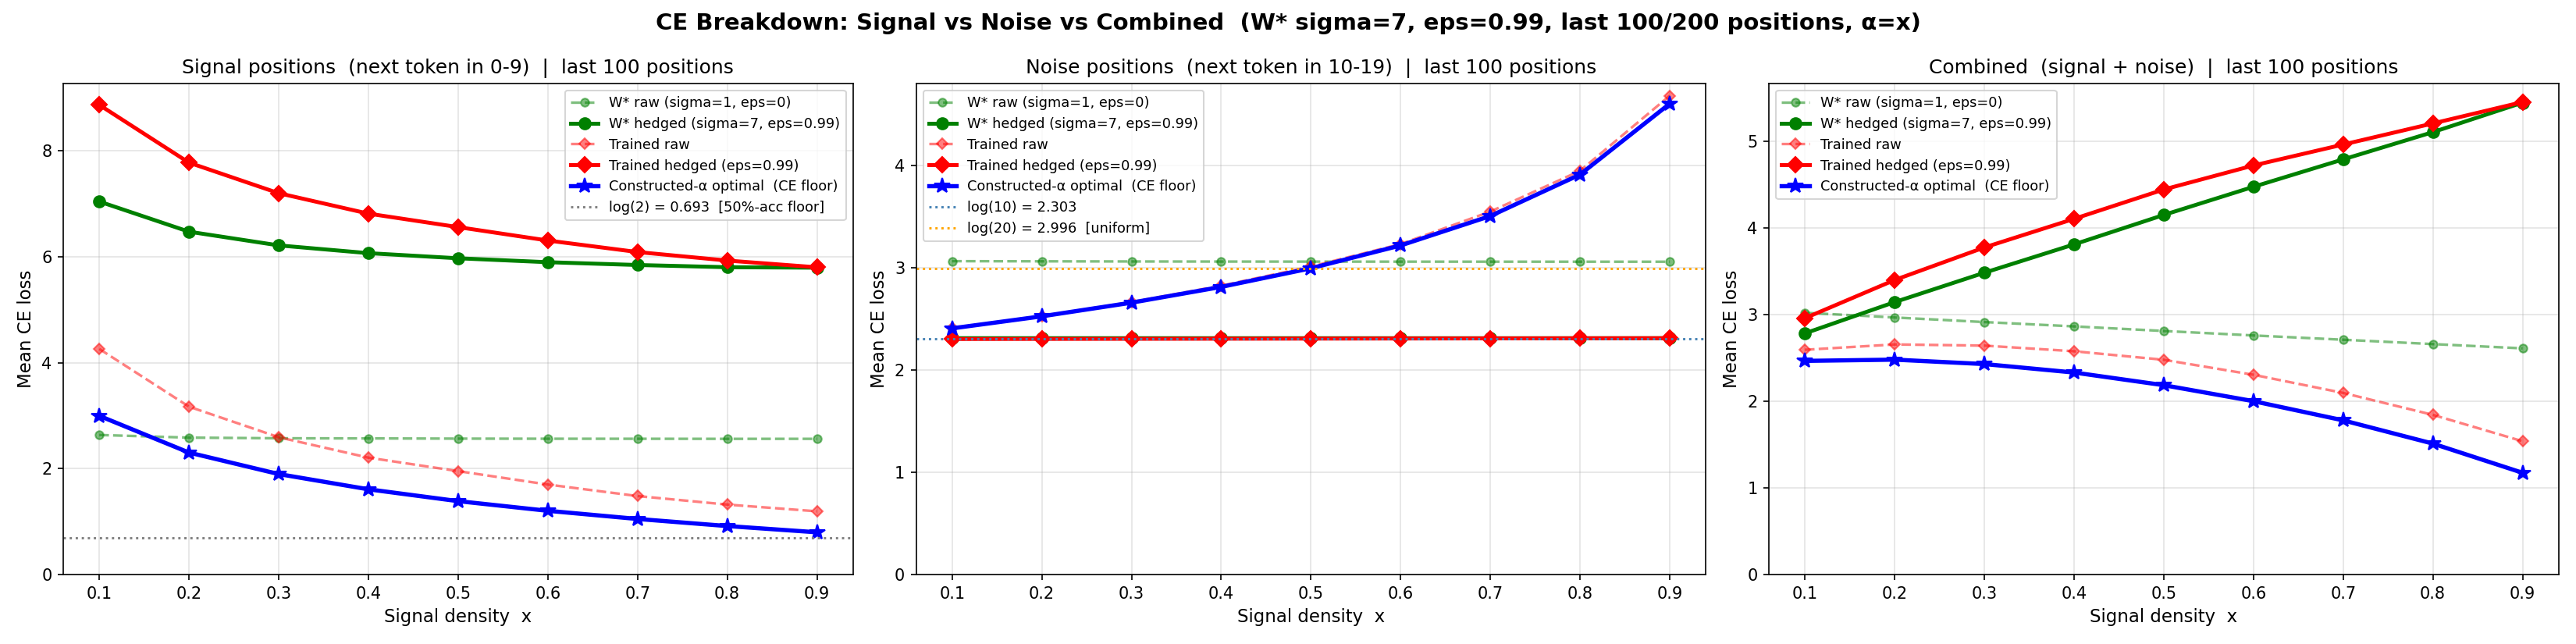 CE Breakdown: Signal vs Noise vs Combined  (W* sigma=7, eps=0.99, last 100/200 positions, α=x)
Signal positions  (next token in 0-9)  |  last 100 positions
Mean CE loss
8
6
4
2
0
W* raw (sigma=1, eps=0)
W* hedged (sigma=7, eps=0.99)
Trained raw
Trained hedged (eps=0.99)
Constructed-α optimal  (CE floor)
log(2) = 0.693  [50%-acc floor]
0.1 0.2 0.3 0.4 0.5 0.6 0.7 0.8 0.9
Signal density  x
Noise positions  (next token in 10-19)  |  last 100 positions
Mean CE loss
4
3
2
1
0
W* raw (sigma=1, eps=0)
W* hedged (sigma=7, eps=0.99)
Trained raw
Trained hedged (eps=0.99)
Constructed-α optimal  (CE floor)
log(10) = 2.303
log(20) = 2.996  [uniform]
0.1 0.2 0.3 0.4 0.5 0.6 0.7 0.8 0.9
Signal density  x
Combined  (signal + noise)  |  last 100 positions
Mean CE loss
5
4
3
2
1
0
W* raw (sigma=1, eps=0)
W* hedged (sigma=7, eps=0.99)
Trained raw
Trained hedged (eps=0.99)
Constructed-α optimal  (CE floor)
0.1 0.2 0.3 0.4 0.5 0.6 0.7 0.8 0.9
Signal density  x